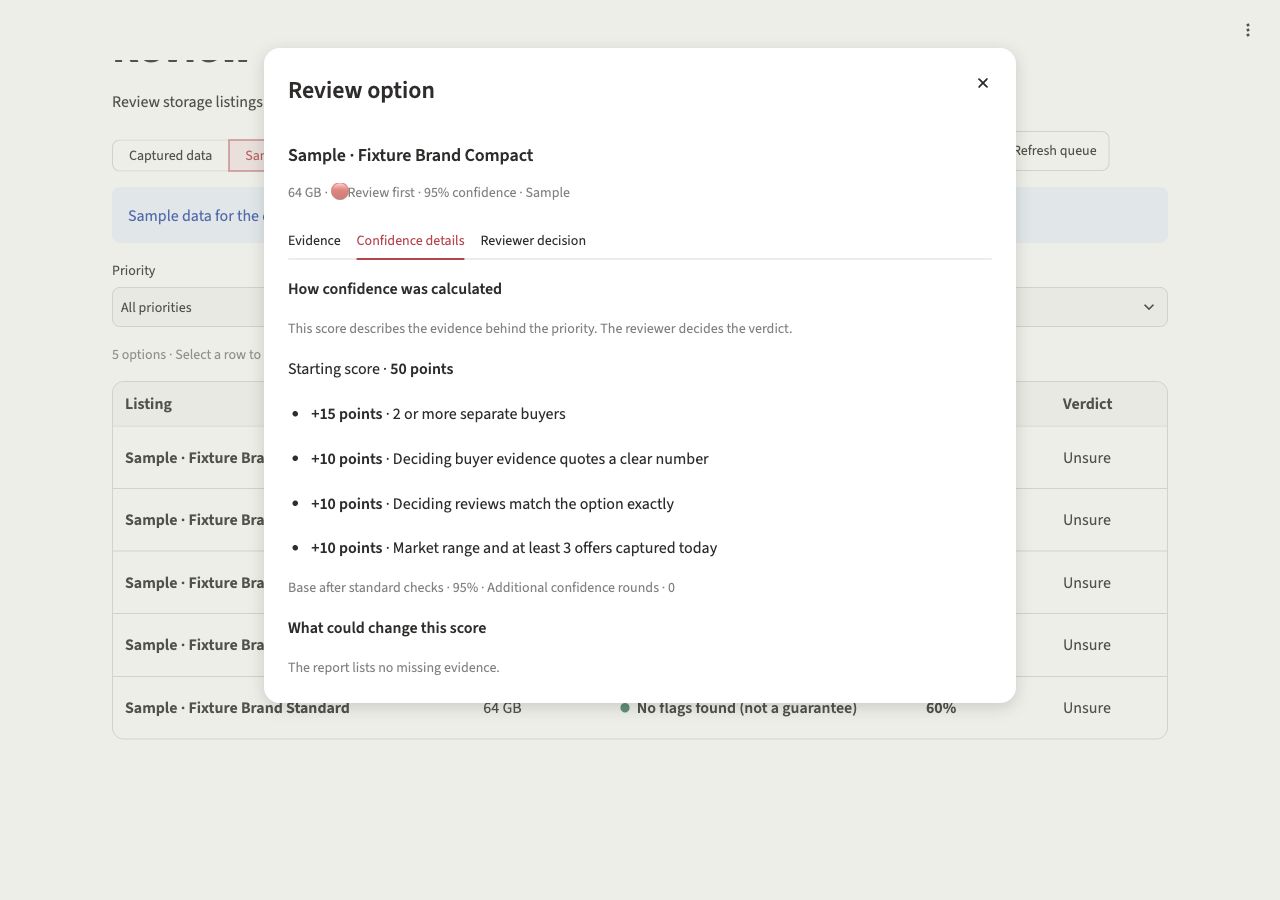 Review option
Sample · Fixture Brand Compact
64 GB · Review first · 95% confidence · Sample
Evidence
Confidence details
Reviewer decision
How confidence was calculated
This score describes the evidence behind the priority. The reviewer decides the verdict.
Starting score · 50 points
+15 points · 2 or more separate buyers
+10 points · Deciding buyer evidence quotes a clear number
+10 points · Deciding reviews match the option exactly
+10 points · Market range and at least 3 offers captured today
Base after standard checks · 95% · Additional confidence rounds · 0
What could change this score
The report lists no missing evidence.
Review storage listings
Captured data
Refresh queue
Sample data for the
Priority
All priorities
5 options · Select a row to
Listing Verdict
Sample · Fixture Unsure
Sample · Fixture Unsure
Sample · Fixture Unsure
Sample · Fixture Unsure
Sample · Fixture Brand Standard 64 GB No flags found (not a guarantee) 60% Unsure